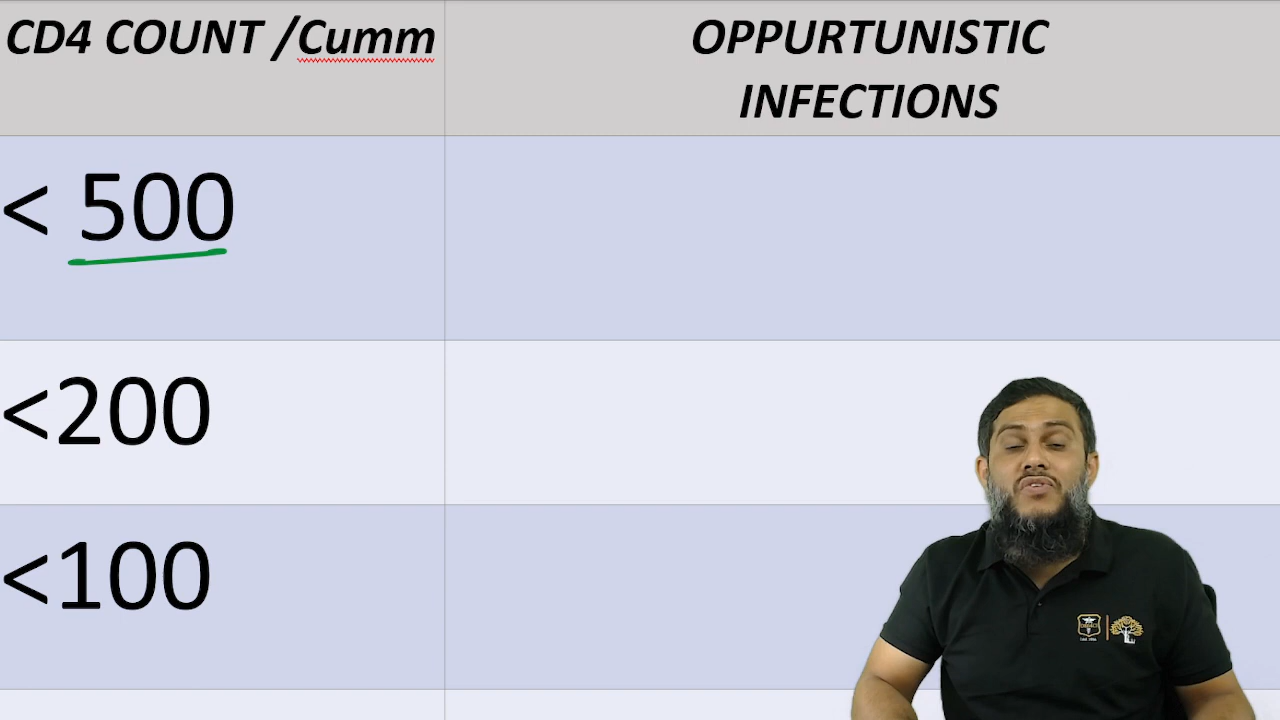 CD4 COUNT /Cumm
OPPURTUNISTIC
INFECTIONS
< 500
<200
<100